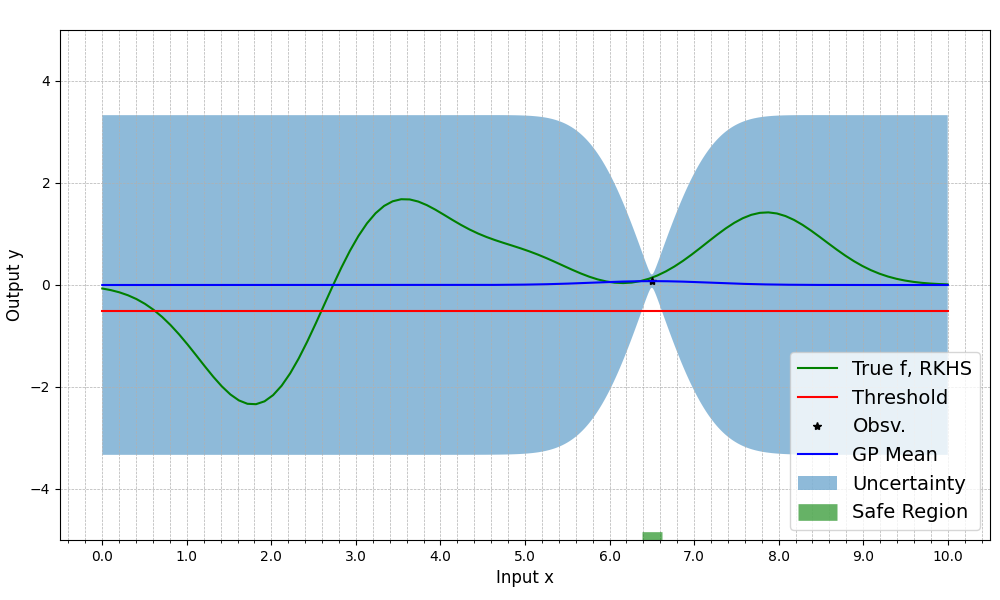 4
2
0
−2
−4
Output y
True f, RKHS
Threshold
Obsv.
GP Mean
Uncertainty
Safe Region
0.0 1.0 2.0 3.0 4.0 5.0 6.0 7.0 8.0 9.0 10.0
Input x